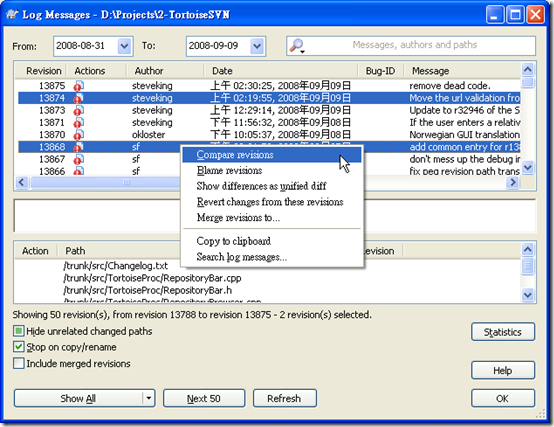 Log Messages - D:\Projects\2-TortoiseSVN
From: 2008-08-31 To: 2008-09-09 Messages, authors and paths
Revision Actions Author Date Bug-ID Message
13875 steveking 上午 02:30:25, 2008年09月09日 remove dead code.
13874 steveking 上午 02:19:55, 2008年09月09日 Move the url validation fro
13873 steveking 上午 12:29:14, 2008年09月09日 Update to r32946 of the S
13871 steveking 下午 11:56:32, 2008年09月08日 If the user enters a relative
13870 okloster 下午 10:05:37, 2008年09月08日 Norwegian GUI translation
13868 sf add common entry for r13
13867 sf don't mess up the debug in
13866 sf fix peg revision path trans
Compare revisions
Blame revisions
Show differences as unified diff
Revert changes from these revisions
Merge revisions to...
Copy to clipboard
Search log messages...
Action Path Revision
/trunk/src/Changelog.txt
/trunk/src/TortoiseProc/RepositoryBar.cpp
/trunk/src/TortoiseProc/RepositoryBar.h
/trunk/src/TortoiseProc/RepositoryBrowser.cpp
Showing 50 revision(s), from revision 13788 to revision 13875 - 2 revision(s) selected.
Hide unrelated changed paths
Statistics
Stop on copy/rename
Include merged revisions
Help
Show All Next 50 Refresh OK